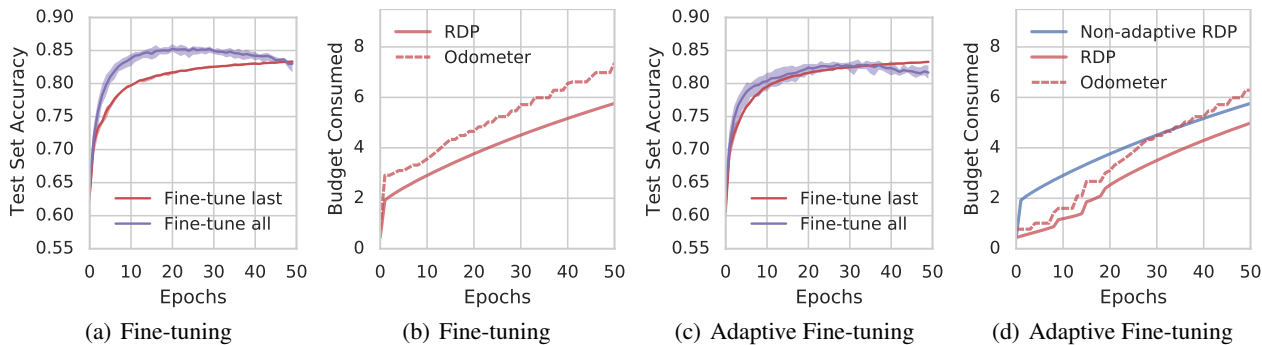 Test Set Accuracy
0.90
0.85
0.80
0.75
0.70
0.65
0.60
0.55
Fine-tune last
Fine-tune all
0 10 20 30 40 50
Epochs
(a) Fine-tuning
Budget Consumed
8
6
4
2
0
RDP
Odometer
0 10 20 30 40 50
Epochs
(b) Fine-tuning
Test Set Accuracy
0.90
0.85
0.80
0.75
0.70
0.65
0.60
0.55
Fine-tune last
Fine-tune all
0 10 20 30 40 50
Epochs
(c) Adaptive Fine-tuning
Budget Consumed
8
6
4
2
0
Non-adaptive RDP
RDP
Odometer
0 10 20 30 40 50
Epochs
(d) Adaptive Fine-tuning